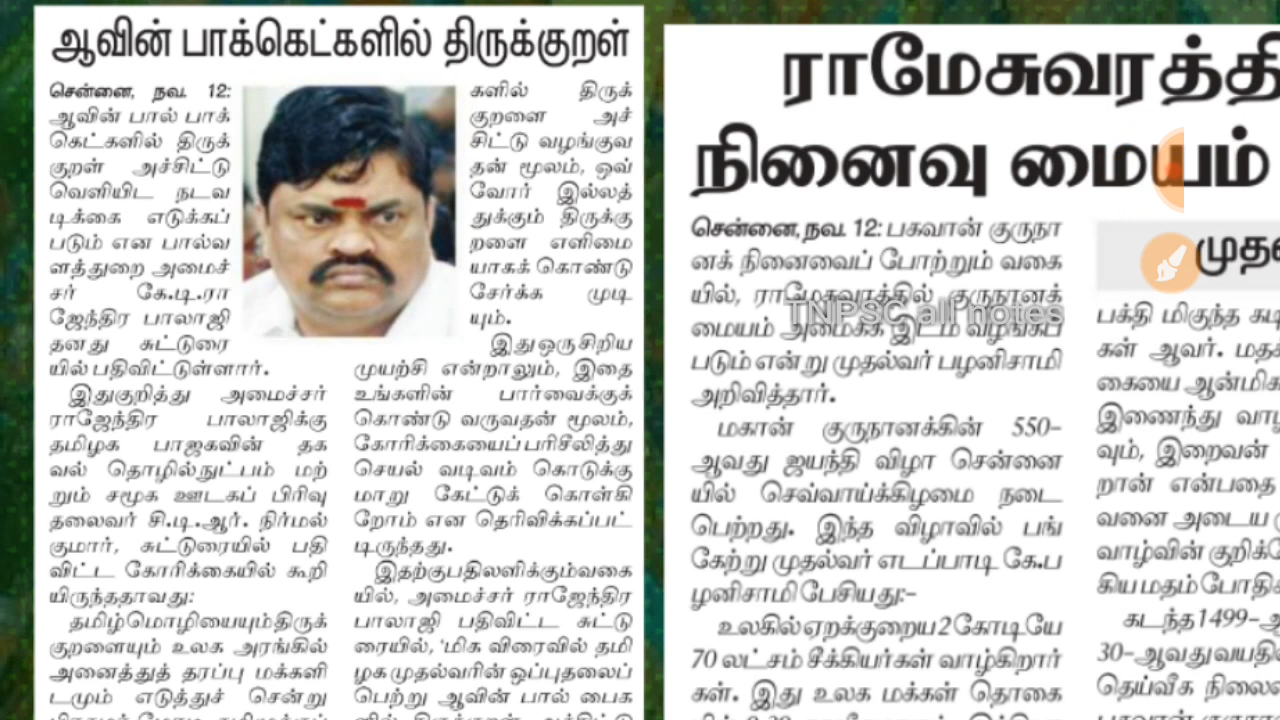 ஆவின் பாக்கெட்களில் திருக்குறள்
சென்னை, நவ. 12:
ஆவின் பால் பாக்
கெட்களில் திருக்
குறள் அச்சிட்டு
வெளியிட நடவ
டிக்கை எடுக்கப்
படும் என பால்வ
ளத்துறை அமைச்
சர் கே.டி.ரா
ஜேந்திர பாலாஜி
தனது சுட்டுரை
யில் பதிவிட்டுள்ளார்.
இதுகுறித்து அமைச்சர்
ராஜேந்திர பாலாஜிக்கு
தமிழக பாஜகவின் தக
வல் தொழில்நுட்பம் மற்
றும் சமூக ஊடகப் பிரிவு
தலைவர் சி.டி.ஆர். நிர்மல்
குமார், சுட்டுரையில் பதி
விட்ட கோரிக்கையில் கூறி
யிருந்ததாவது:
தமிழ்மொழியையும் திருக்
குறளையும் உலக அரங்கில்
அனைத்துத் தரப்பு மக்களி
டமும் எடுத்துச் சென்று
களில் திருக்
குறளை அச்
சிட்டு வழங்குவ
தன் மூலம், ஒவ்
வோர் இல்லத்
துக்கும் திருக்கு
றளை எளிமை
யாகக் கொண்டு
சேர்க்க முடி
யும்.
இது ஒரு சிறிய
முயற்சி என்றாலும், இதை
உங்களின் பார்வைக்குக்
கொண்டு வருவதன் மூலம்,
கோரிக்கையைப் பரிசீலித்து
செயல் வடிவம் கொடுக்கு
மாறு கேட்டுக் கொள்கி
றோம் என தெரிவிக்கப்பட்
டிருந்தது.
இதற்கு பதிலளிக்கும் வகை
யில், அமைச்சர் ராஜேந்திர
பாலாஜி பதிவிட்ட சுட்டு
ரையில், 'மிக விரைவில் தமி
ழக முதல்வரின் ஒப்புதலைப்
பெற்று ஆவின் பால் பைக
ளில் திருக்குறள் அச்சிட்டு
ராமேசுவரத்தி
நினைவு மையம்
சென்னை, நவ. 12: பகவான் குருநா
னக் நினைவைப் போற்றும் வகை
யில், ராமேசுவரத்தில் குருநானக்
மையம் அமைக்க இடம் வழங்கப்
படும் என்று முதல்வர் பழனிசாமி
அறிவித்தார்.
மகான் குருநானக்கின் 550-
ஆவது ஜயந்தி விழா சென்னை
யில் செவ்வாய்க்கிழமை நடை
பெற்றது. இந்த விழாவில் பங்
கேற்று முதல்வர் எடப்பாடி கே.ப
ழனிசாமி பேசியது:-
உலகில் ஏறக்குறைய 2 கோடியே
70 லட்சம் சீக்கியர்கள் வாழ்கிறார்
கள். இது உலக மக்கள் தொகை
TNPSC all notes
முத
பக்தி மிகுந்த
கள் ஆவர்.
கையை ஆன்மி
இணைந்து வாழ
வும், இறைவன்
றான் என்பதை
வனை அடைய
வாழ்வின் குறிக்
கிய மதம் போதி
கடந்த 1499-ஆ
30-ஆவது வயதி
தெய்வீக நிலை